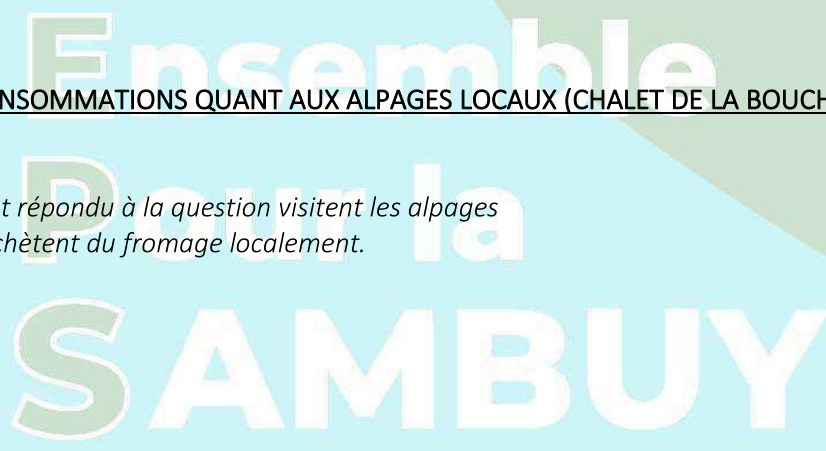 Ensemble
NSOMMATIONS QUANT AUX ALPAGES LOCAUX (CHALET DE LA BOUCH
Pour la
t répondu à la question visitent les alpages
chètent du fromage localement.
SAMBUY